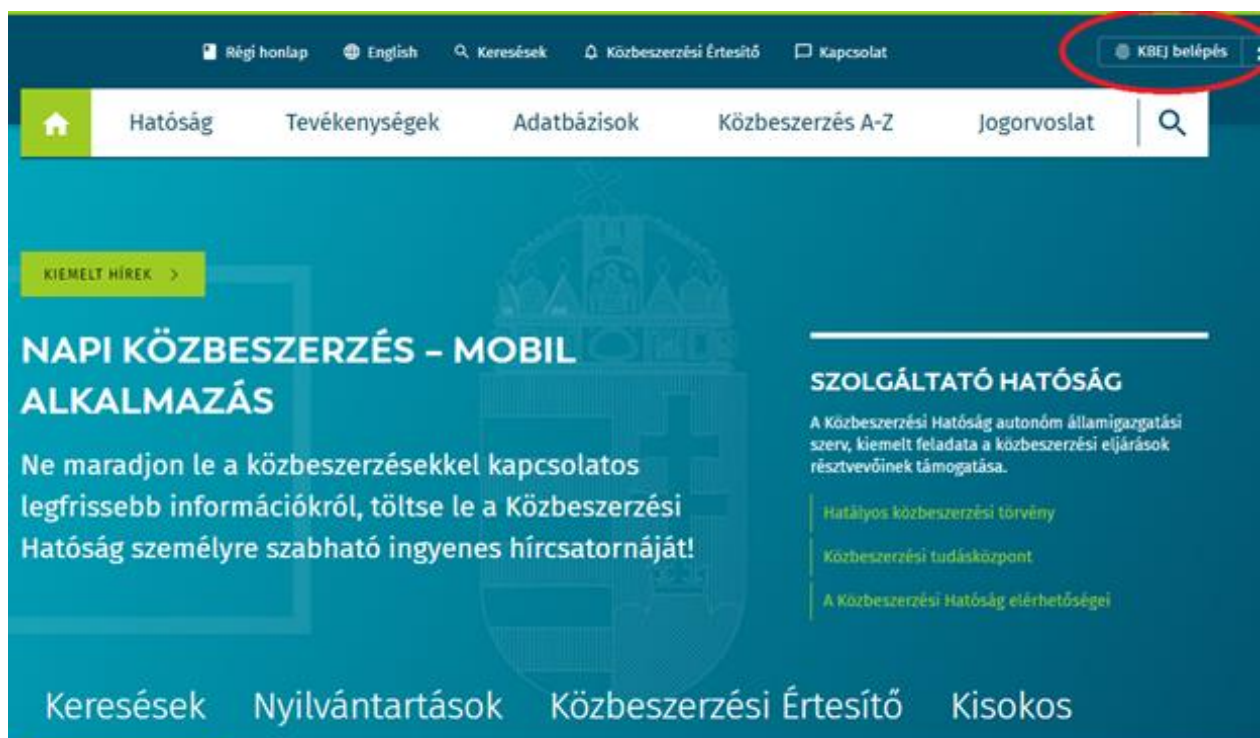 Régi honlap English Keresések Közbeszerzési Értesítő Kapcsolat KBEJ belépés
Hatóság Tevékenységek Adatbázisok Közbeszerzés A-Z Jogorvoslat
KIEMELT HÍREK >
NAPI KÖZBESZERZÉS – MOBIL
ALKALMAZÁS
Ne maradjon le a közbeszerzésekkel kapcsolatos
legfrissebb információkról, töltse le a Közbeszerzési
Hatóság személyre szabható ingyenes hírcsatornáját!
SZOLGÁLTATÓ HATÓSÁG
A Közbeszerzési Hatóság autonóm államigazgatási
szerv, kiemelt feladata a közbeszerzési eljárások
résztvevőinek támogatása.
Hatályos közbeszerzési törvény
Közbeszerzési tudásközpont
A Közbeszerzési Hatóság elérhetőségei
Keresések Nyilvántartások Közbeszerzési Értesítő Kisokos